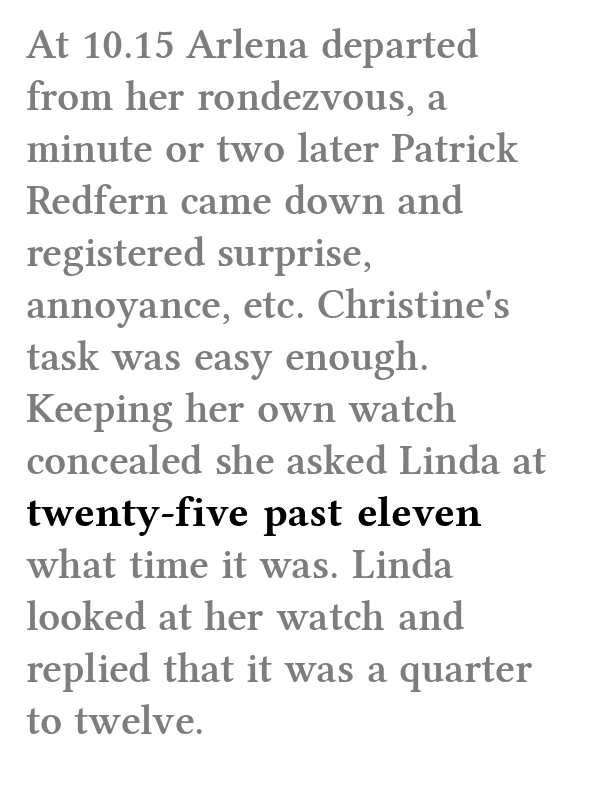 At 10.15 Arlena departed
from her rondezvous, a
minute or two later Patrick
Redfern came down and
registered surprise,
annoyance, etc. Christine's
task was easy enough.
Keeping her own watch
concealed she asked Linda at
twenty-five past eleven
what time it was. Linda
looked at her watch and
replied that it was a quarter
to twelve.